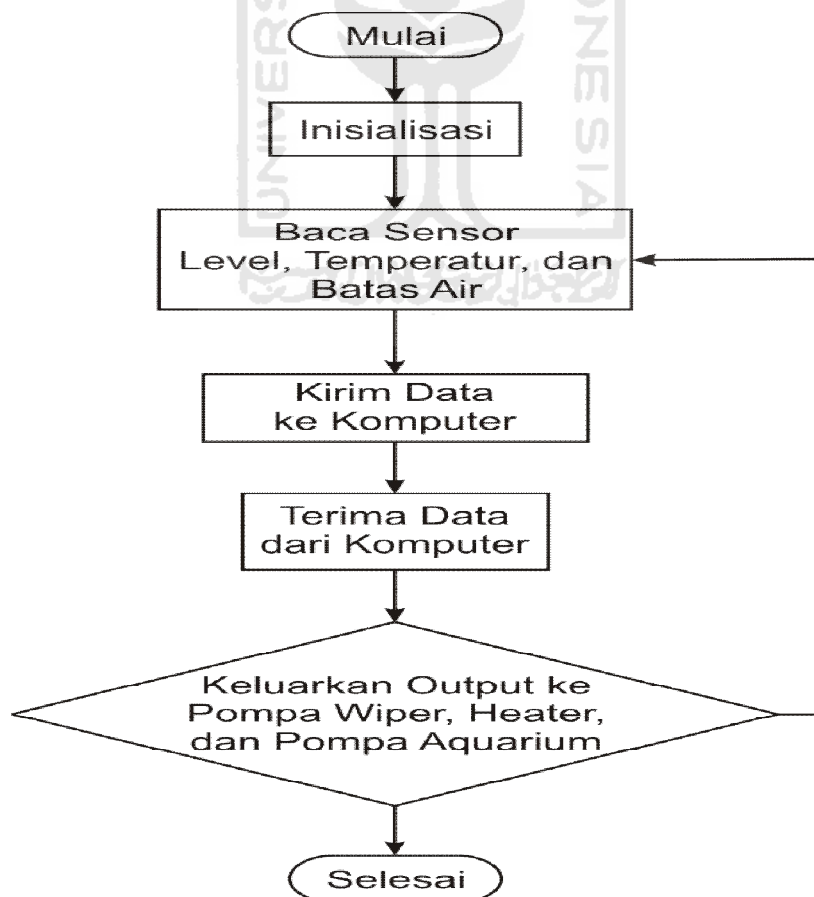 Mulai
Inisialisasi
Baca Sensor
Level, Temperatur, dan
Batas Air
Kirim Data
ke Komputer
Terima Data
dari Komputer
Keluarkan Output ke
Pompa Wiper, Heater,
dan Pompa Aquarium
Selesai